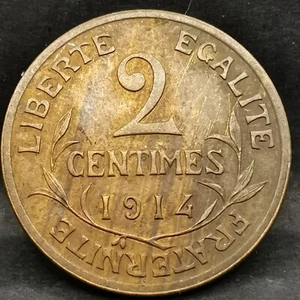 LIBERTE EGALITE
2
CENTIMES
1914
FRATERNITE